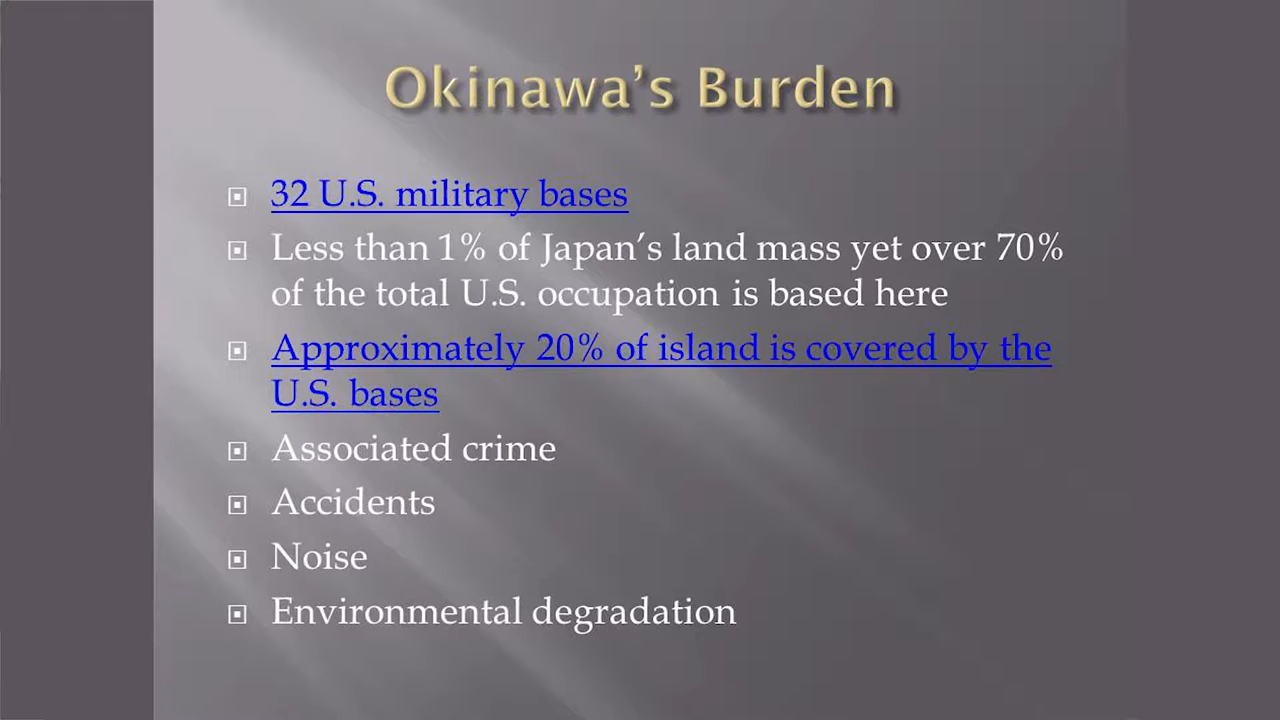 Okinawa’s Burden
32 U.S. military bases
Less than 1% of Japan’s land mass yet over 70%
of the total U.S. occupation is based here
Approximately 20% of island is covered by the
U.S. bases
Associated crime
Accidents
Noise
Environmental degradation